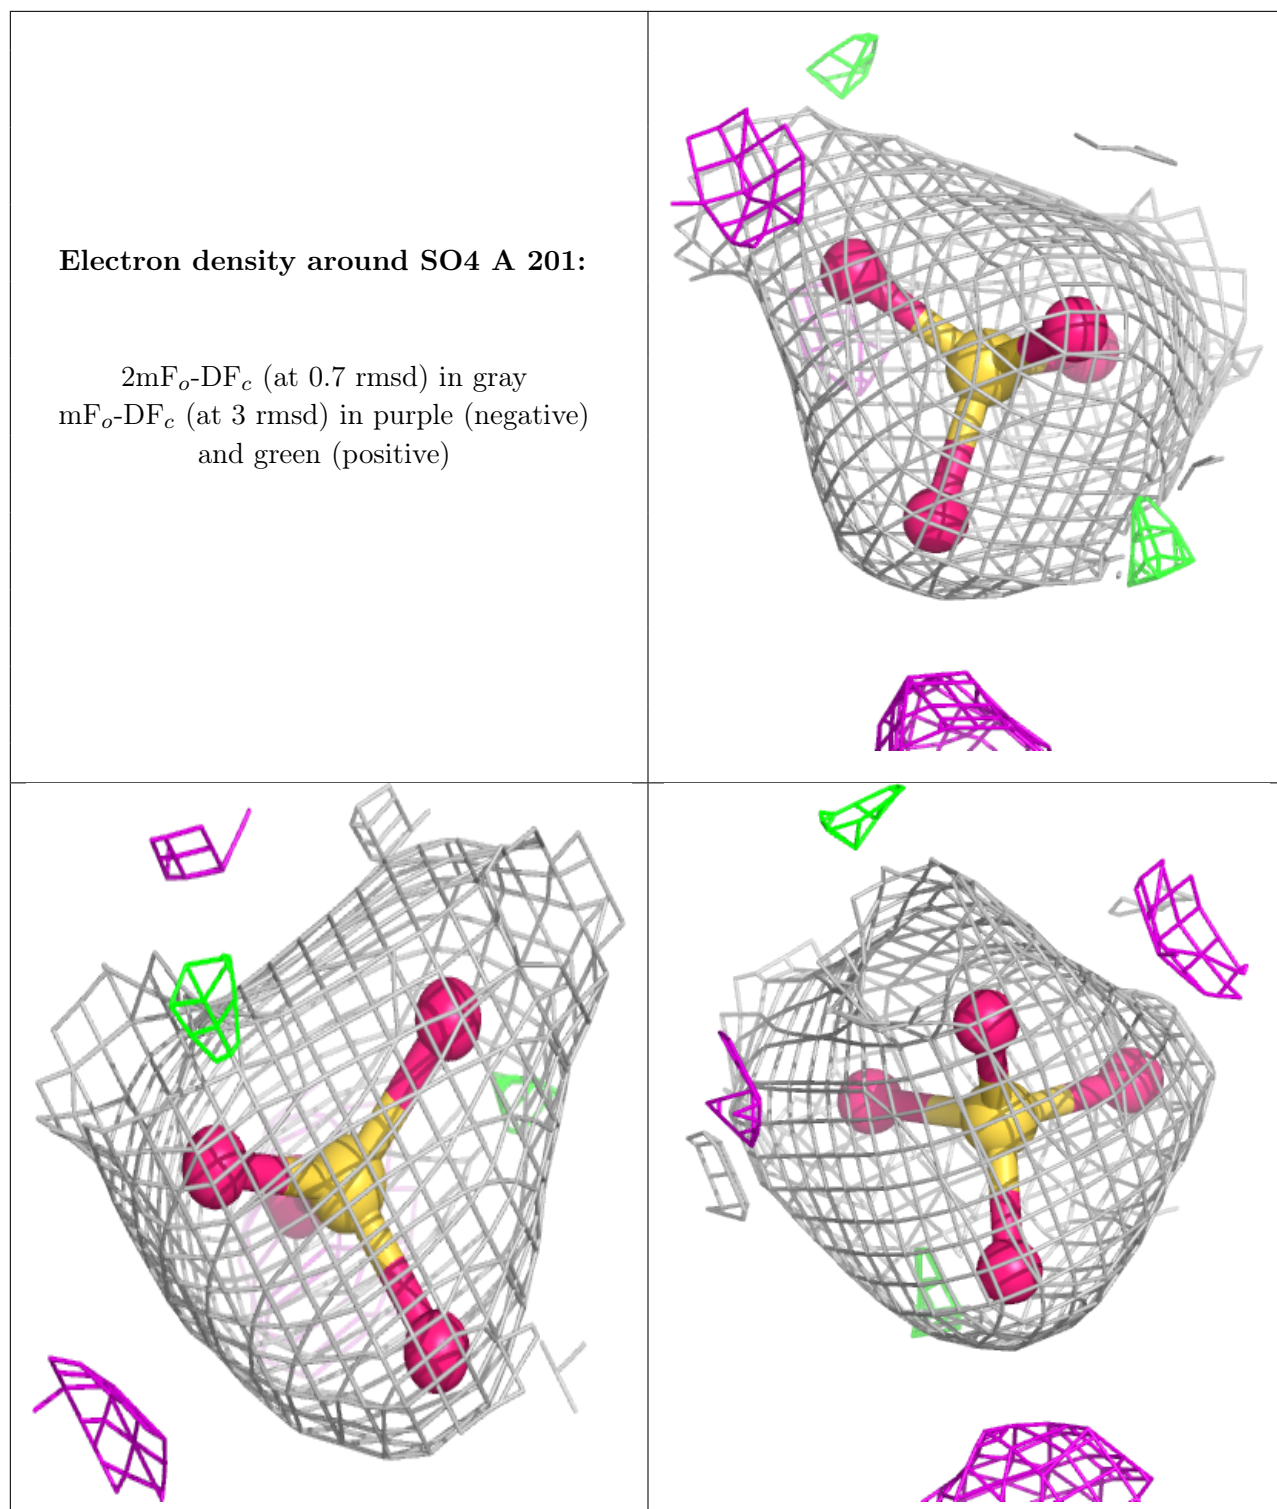 Electron density around SO4 A 201:
2mFo-DFc (at 0.7 rmsd) in gray
mFo-DFc (at 3 rmsd) in purple (negative)
and green (positive)